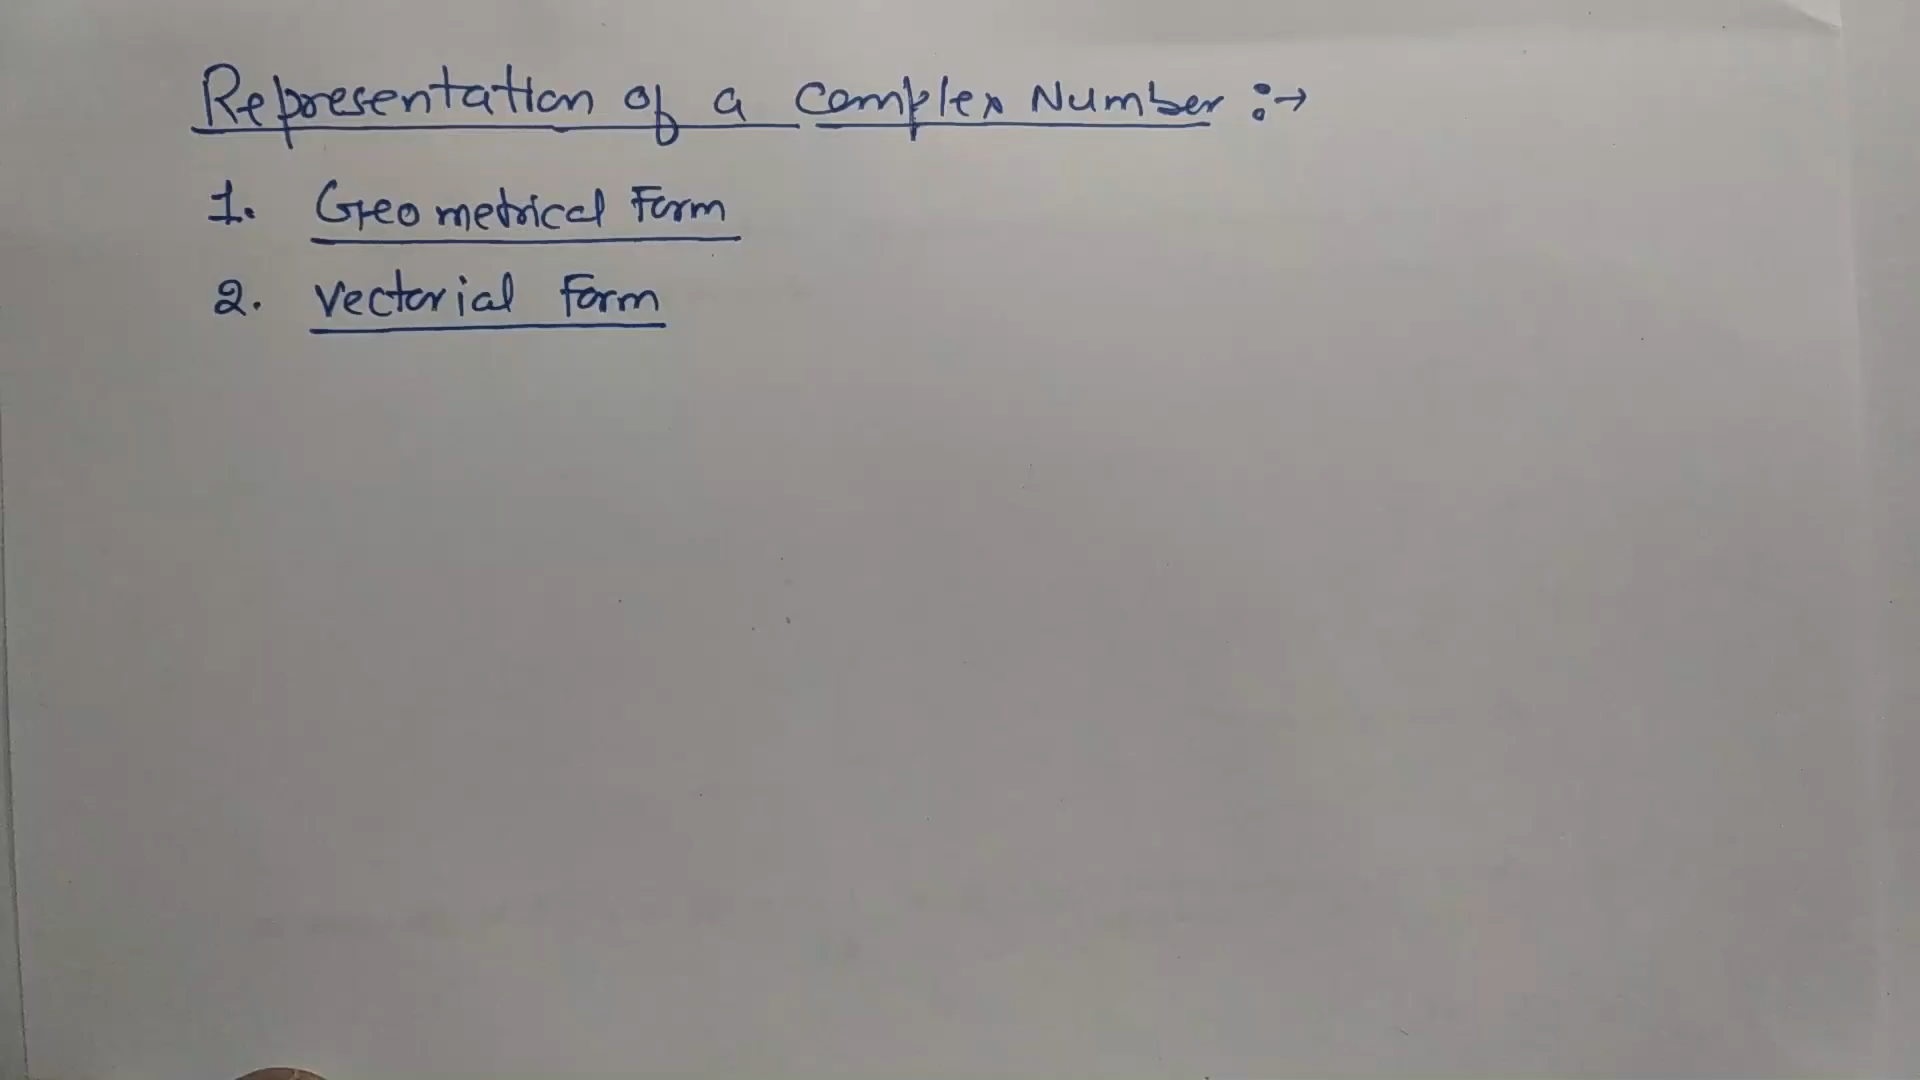 Representation of a Complex Number :→
1. Geometrical Form
2. Vectorial Form